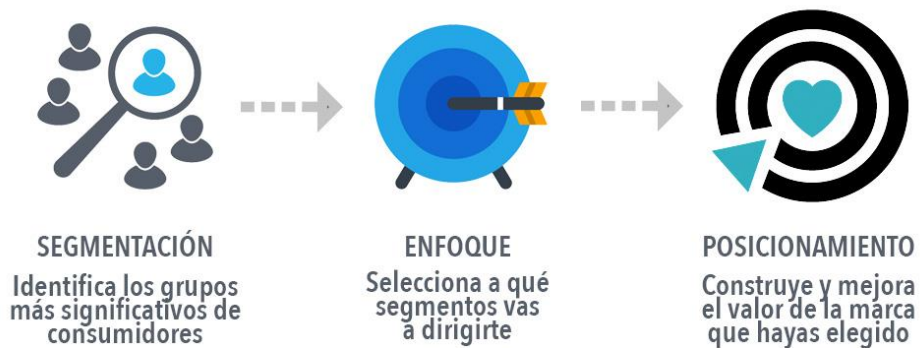 SEGMENTACIÓN
Identifica los grupos
más significativos de
consumidores
ENFOQUE
Selecciona a qué
segmentos vas
a dirigirte
POSICIONAMIENTO
Construye y mejora
el valor de la marca
que hayas elegido